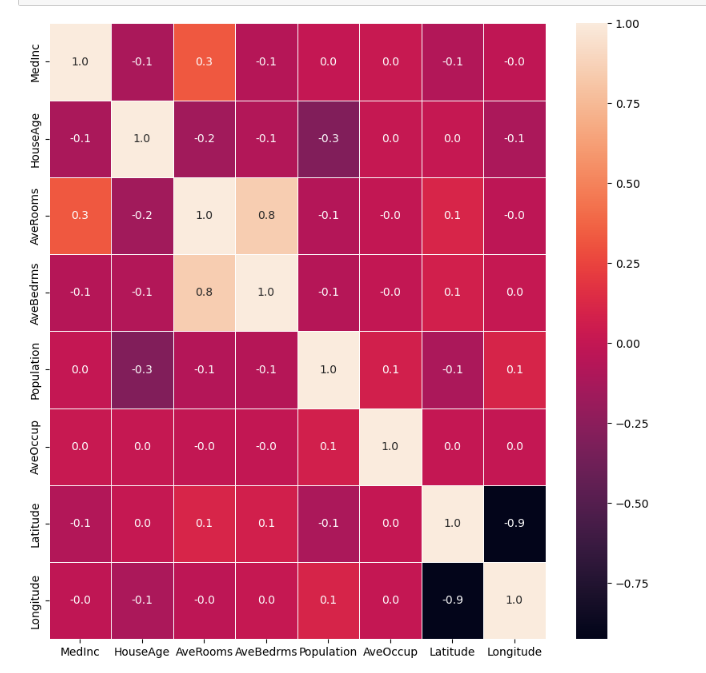 MedInc 1.0 -0.1 0.3 -0.1 0.0 0.0 -0.1 -0.0
HouseAge -0.1 1.0 -0.2 -0.1 -0.3 0.0 0.0 -0.1
AveRooms 0.3 -0.2 1.0 0.8 -0.1 -0.0 0.1 -0.0
AveBedrms -0.1 -0.1 0.8 1.0 -0.1 -0.0 0.1 0.0
Population 0.0 -0.3 -0.1 -0.1 1.0 0.1 -0.1 0.1
AveOccup 0.0 0.0 -0.0 -0.0 0.1 1.0 0.0 0.0
Latitude -0.1 0.0 0.1 0.1 -0.1 0.0 1.0 -0.9
Longitude -0.0 -0.1 -0.0 0.0 0.1 0.0 -0.9 1.0
MedInc HouseAge AveRooms AveBedrms Population AveOccup Latitude Longitude
1.00
0.75
0.50
0.25
0.00
−0.25
−0.50
−0.75